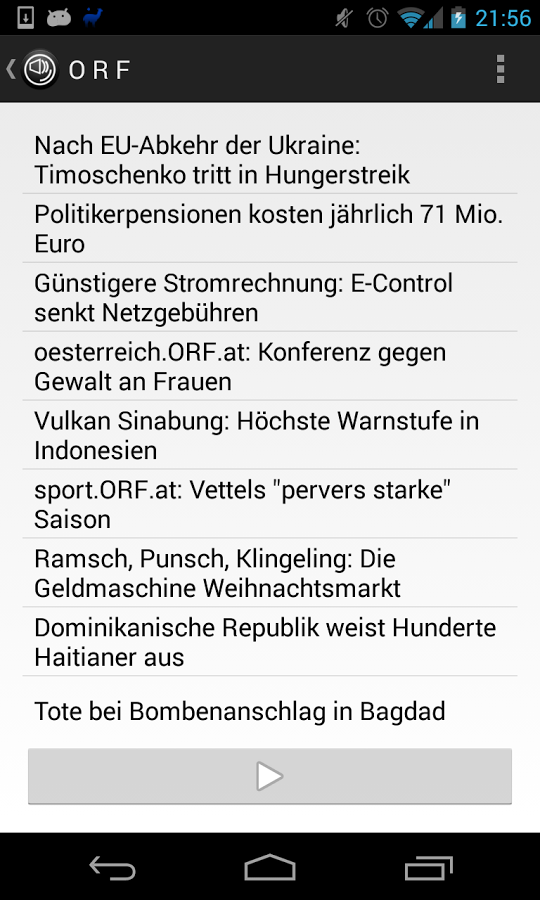 21:56
ORF
Nach EU-Abkehr der Ukraine:
Timoschenko tritt in Hungerstreik
Politikerpensionen kosten jährlich 71 Mio.
Euro
Günstigere Stromrechnung: E-Control
senkt Netzgebühren
oesterreich.ORF.at: Konferenz gegen
Gewalt an Frauen
Vulkan Sinabung: Höchste Warnstufe in
Indonesien
sport.ORF.at: Vettels "pervers starke"
Saison
Ramsch, Punsch, Klingeling: Die
Geldmaschine Weihnachtsmarkt
Dominikanische Republik weist Hunderte
Haitianer aus
Tote bei Bombenanschlag in Bagdad